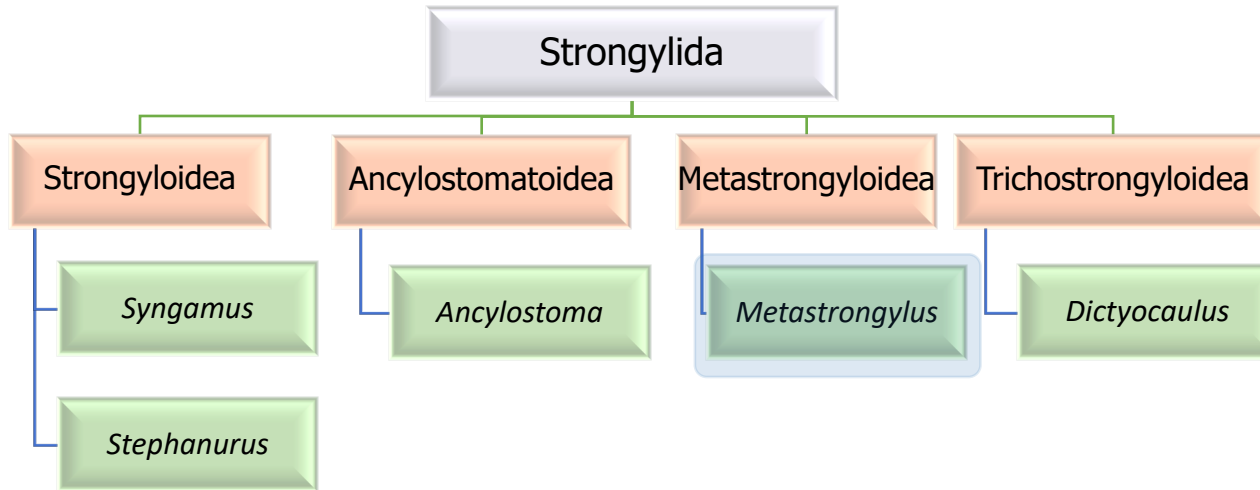 Strongylida
Strongyloidea
Ancylostomatoidea
Metastrongyloidea
Trichostrongyloidea
Syngamus
Ancylostoma
Metastrongylus
Dictyocaulus
Stephanurus